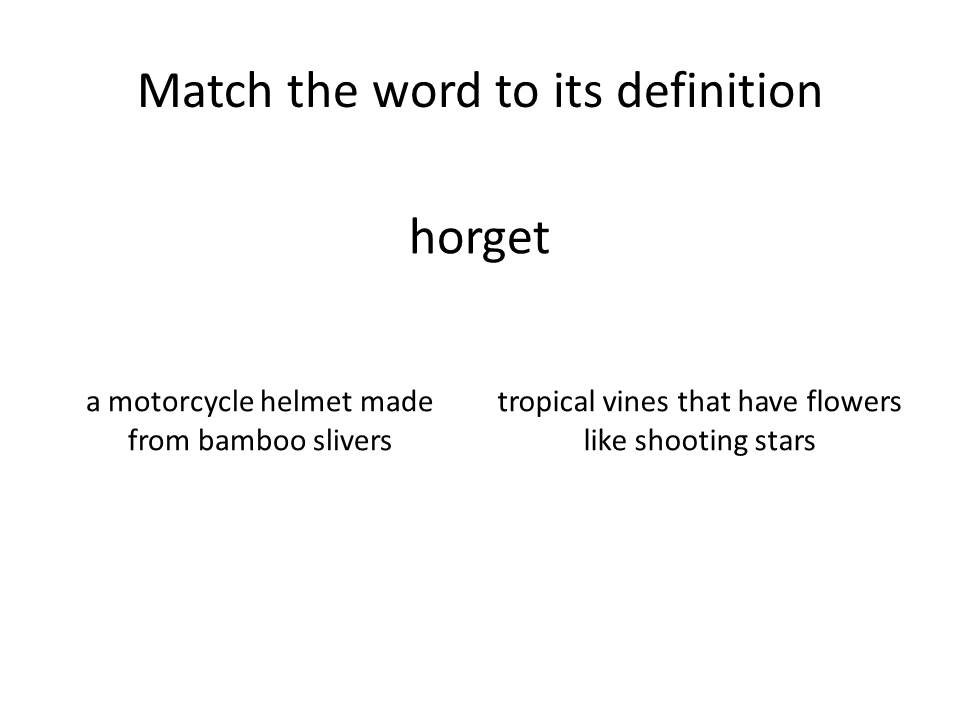 Match the word to its definition
horget
a motorcycle helmet made
from bamboo slivers
tropical vines that have flowers
like shooting stars